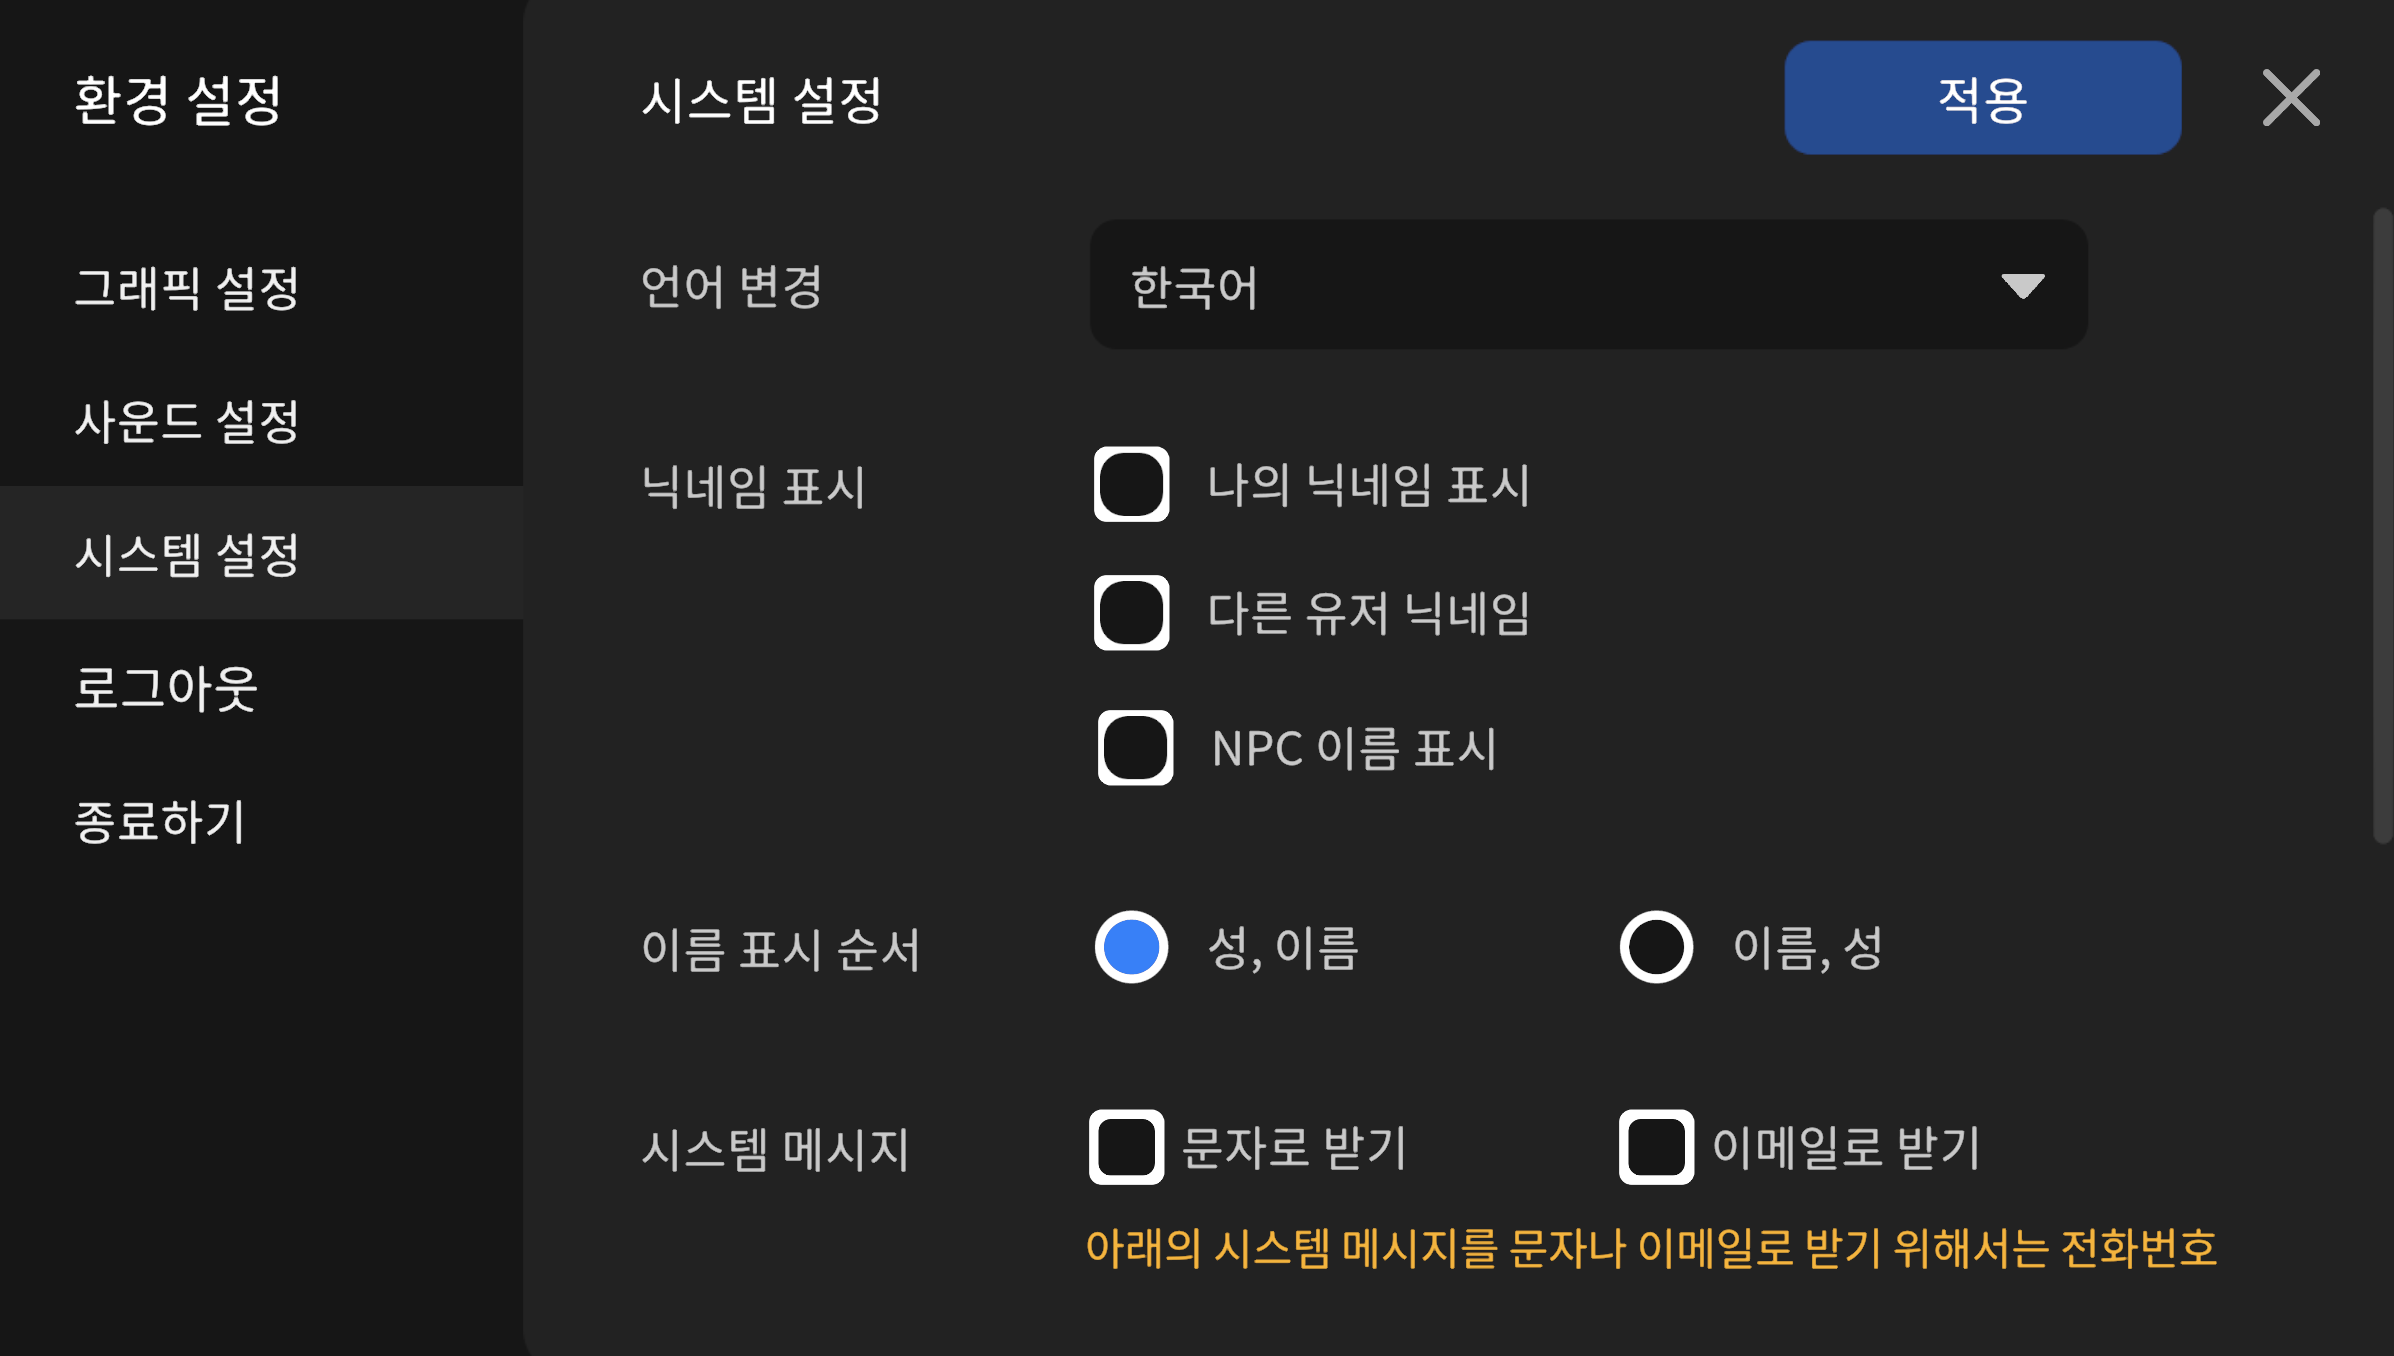 환경 설정
그래픽 설정
사운드 설정
시스템 설정
로그아웃
종료하기
시스템 설정
적용
언어 변경
한국어
닉네임 표시
나의 닉네임 표시
다른 유저 닉네임
NPC 이름 표시
이름 표시 순서
성, 이름
이름, 성
시스템 메시지
문자로 받기
이메일로 받기
아래의 시스템 메시지를 문자나 이메일로 받기 위해서는 전화번호